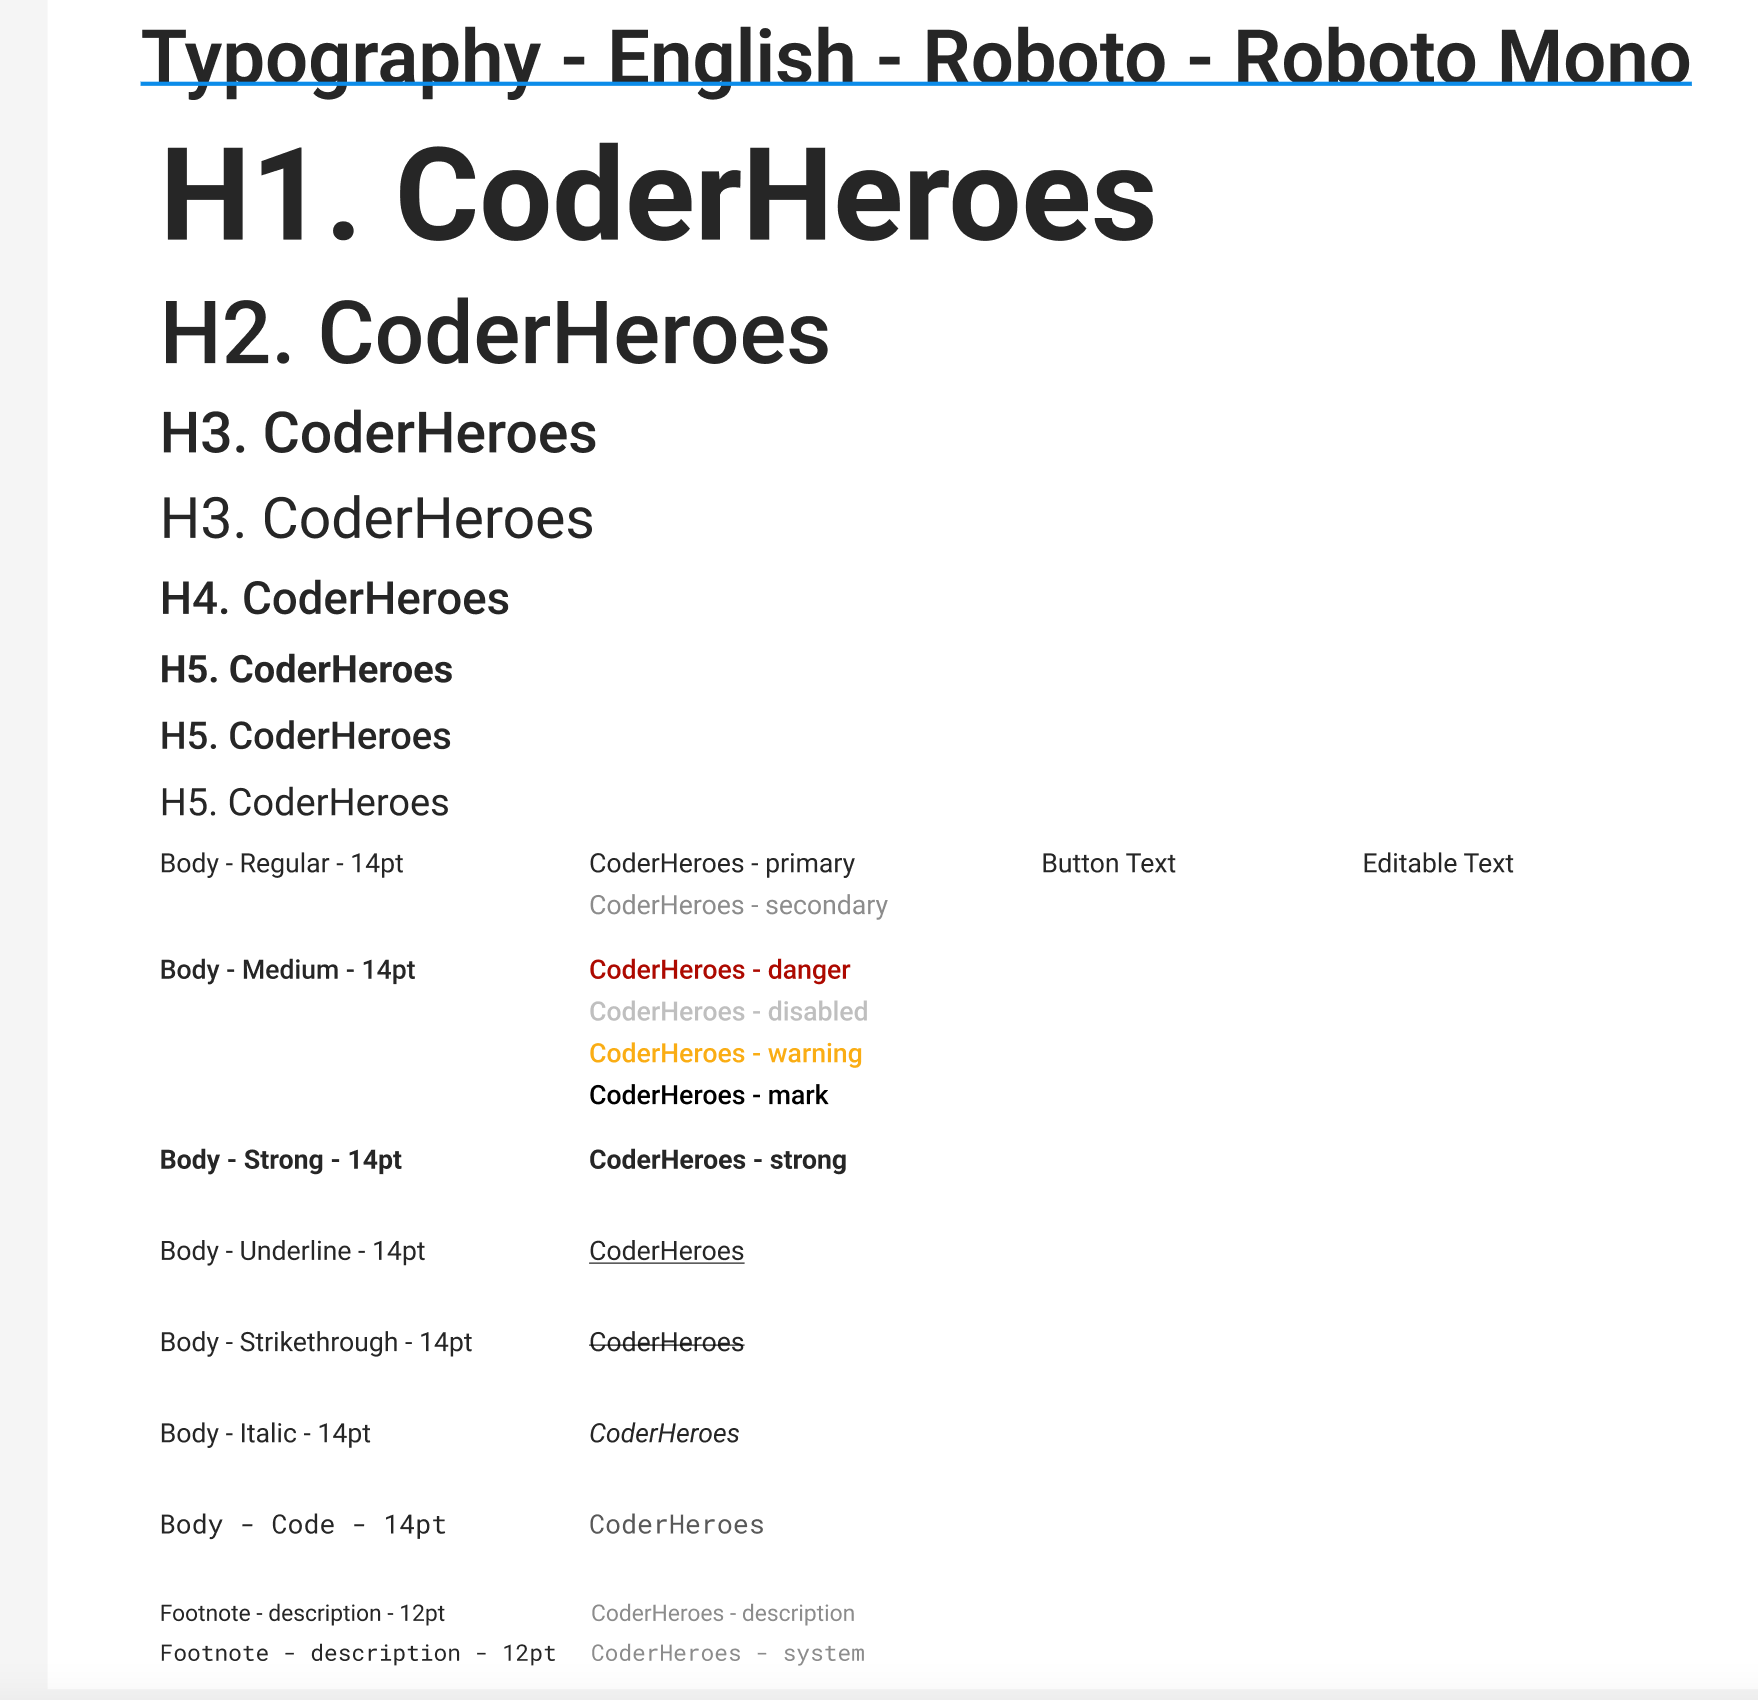 Typography - English - Roboto - Roboto Mono
H1. CoderHeroes
H2. CoderHeroes
H3. CoderHeroes
H3. CoderHeroes
H4. CoderHeroes
H5. CoderHeroes
H5. CoderHeroes
H5. CoderHeroes
Body - Regular - 14pt CoderHeroes - primary Button Text Editable Text
CoderHeroes - secondary
Body - Medium - 14pt CoderHeroes - danger
CoderHeroes - disabled
CoderHeroes - warning
CoderHeroes - mark
Body - Strong - 14pt CoderHeroes - strong
Body - Underline - 14pt CoderHeroes
Body - Strikethrough - 14pt CoderHeroes
Body - Italic - 14pt CoderHeroes
Body - Code - 14pt CoderHeroes
Footnote - description - 12pt CoderHeroes - description
Footnote - description - 12pt CoderHeroes - system